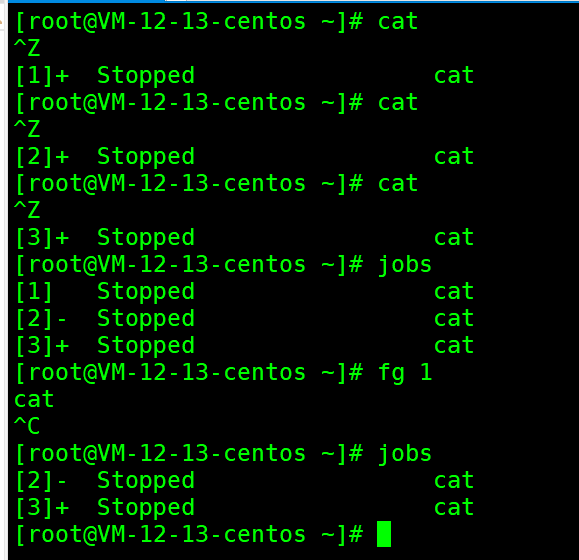 [root@VM-12-13-centos ~]# cat
^Z
[1]+  Stopped                 cat
[root@VM-12-13-centos ~]# cat
^Z
[2]+  Stopped                 cat
[root@VM-12-13-centos ~]# cat
^Z
[3]+  Stopped                 cat
[root@VM-12-13-centos ~]# jobs
[1]   Stopped                 cat
[2]-  Stopped                 cat
[3]+  Stopped                 cat
[root@VM-12-13-centos ~]# fg 1
cat
^C
[root@VM-12-13-centos ~]# jobs
[2]-  Stopped                 cat
[3]+  Stopped                 cat
[root@VM-12-13-centos ~]#